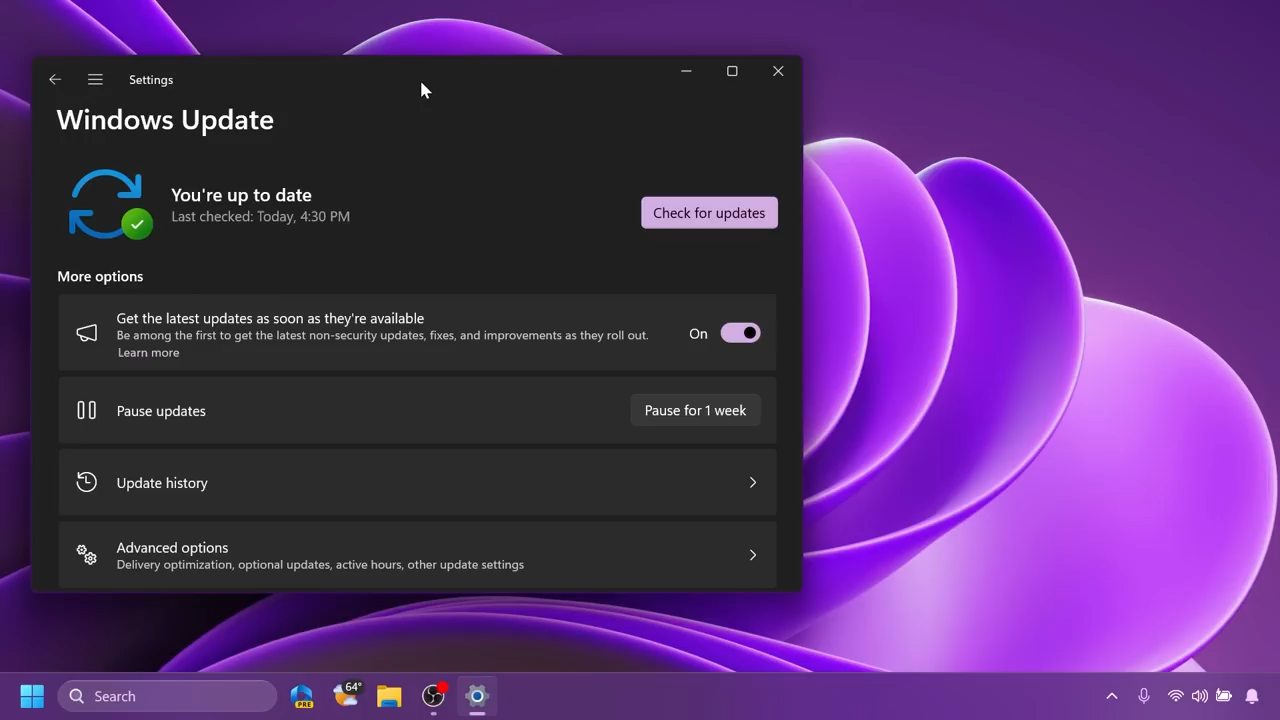 Settings
Windows Update
You're up to date
Last checked: Today, 4:30 PM
Check for updates
More options
Get the latest updates as soon as they're available
Be among the first to get the latest non-security updates, fixes, and improvements as they roll out.
Learn more
On
Pause updates
Pause for 1 week
Update history
Advanced options
Delivery optimization, optional updates, active hours, other update settings
Search
PRE
64°